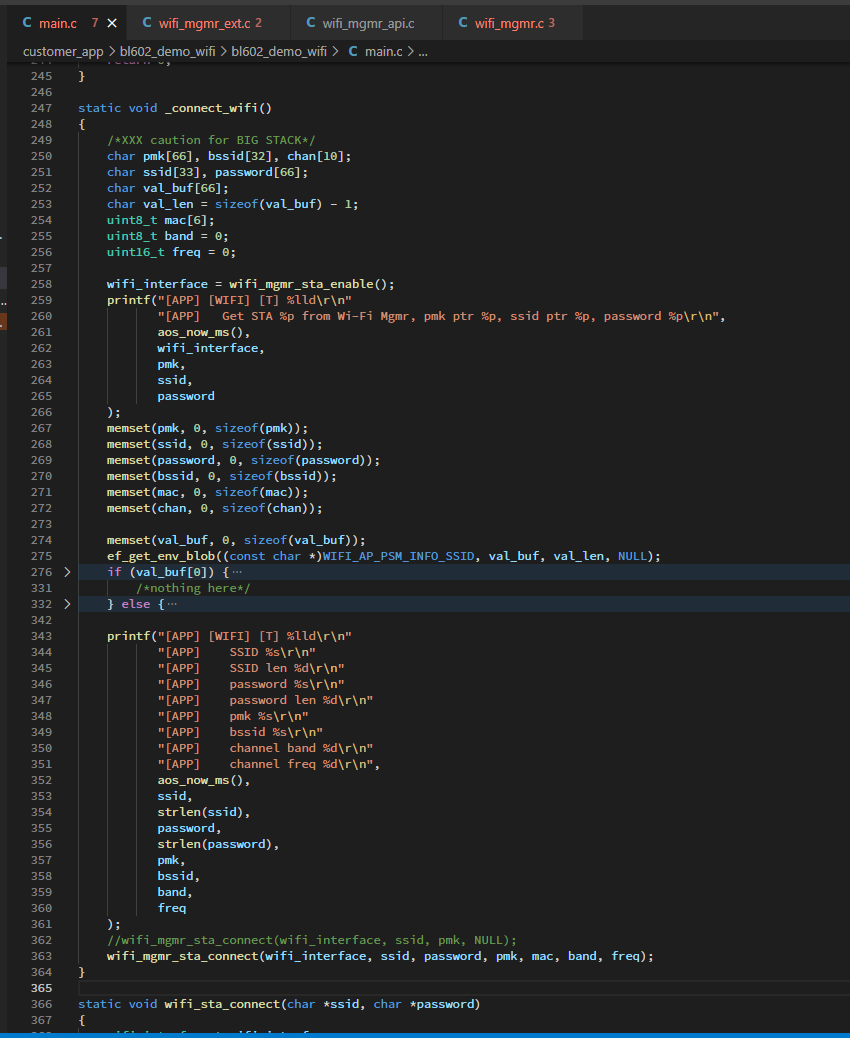 C main.c 7 × C wifi_mgmr_ext.c 2 C wifi_mgmr_api.c C wifi_mgmr.c 3
customer_app > bl602_demo_wifi > bl602_demo_wifi > C main.c > ...
245 }
246
247 static void _connect_wifi()
248 {
249 /*XXX caution for BIG STACK*/
250 char pmk[66], bssid[32], chan[10];
251 char ssid[33], password[66];
252 char val_buf[66];
253 char val_len = sizeof(val_buf) - 1;
254 uint8_t mac[6];
255 uint8_t band = 0;
256 uint16_t freq = 0;
257
258 wifi_interface = wifi_mgmr_sta_enable();
259 printf("[APP] [WIFI] [T] %lld\r\n"
260 "[APP]   Get STA %p from Wi-Fi Mgmr, pmk ptr %p, ssid ptr %p, password %p\r\n",
261 aos_now_ms(),
262 wifi_interface,
263 pmk,
264 ssid,
265 password
266 );
267 memset(pmk, 0, sizeof(pmk));
268 memset(ssid, 0, sizeof(ssid));
269 memset(password, 0, sizeof(password));
270 memset(bssid, 0, sizeof(bssid));
271 memset(mac, 0, sizeof(mac));
272 memset(chan, 0, sizeof(chan));
273
274 memset(val_buf, 0, sizeof(val_buf));
275 ef_get_env_blob((const char *)WIFI_AP_PSM_INFO_SSID, val_buf, val_len, NULL);
276 > if (val_buf[0]) {⋯
331 /*nothing here*/
332 > } else {⋯
342
343 printf("[APP] [WIFI] [T] %lld\r\n"
344 "[APP]    SSID %s\r\n"
345 "[APP]    SSID len %d\r\n"
346 "[APP]    password %s\r\n"
347 "[APP]    password len %d\r\n"
348 "[APP]    pmk %s\r\n"
349 "[APP]    bssid %s\r\n"
350 "[APP]    channel band %d\r\n"
351 "[APP]    channel freq %d\r\n",
352 aos_now_ms(),
353 ssid,
354 strlen(ssid),
355 password,
356 strlen(password),
357 pmk,
358 bssid,
359 band,
360 freq
361 );
362 //wifi_mgmr_sta_connect(wifi_interface, ssid, pmk, NULL);
363 wifi_mgmr_sta_connect(wifi_interface, ssid, password, pmk, mac, band, freq);
364 }
365
366 static void wifi_sta_connect(char *ssid, char *password)
367 {